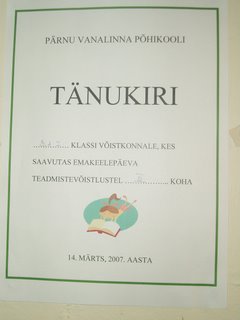 PÄRNU VANALINNA PÕHIKOOLI
TÄNUKIRI
KLASSI VÕISTKONNALE, KES
SAAVUTAS EMAKEELEPÄEVA
TEADMISTEVÕISTLUSTEL KOHA
14. MÄRTS, 2007. AASTA